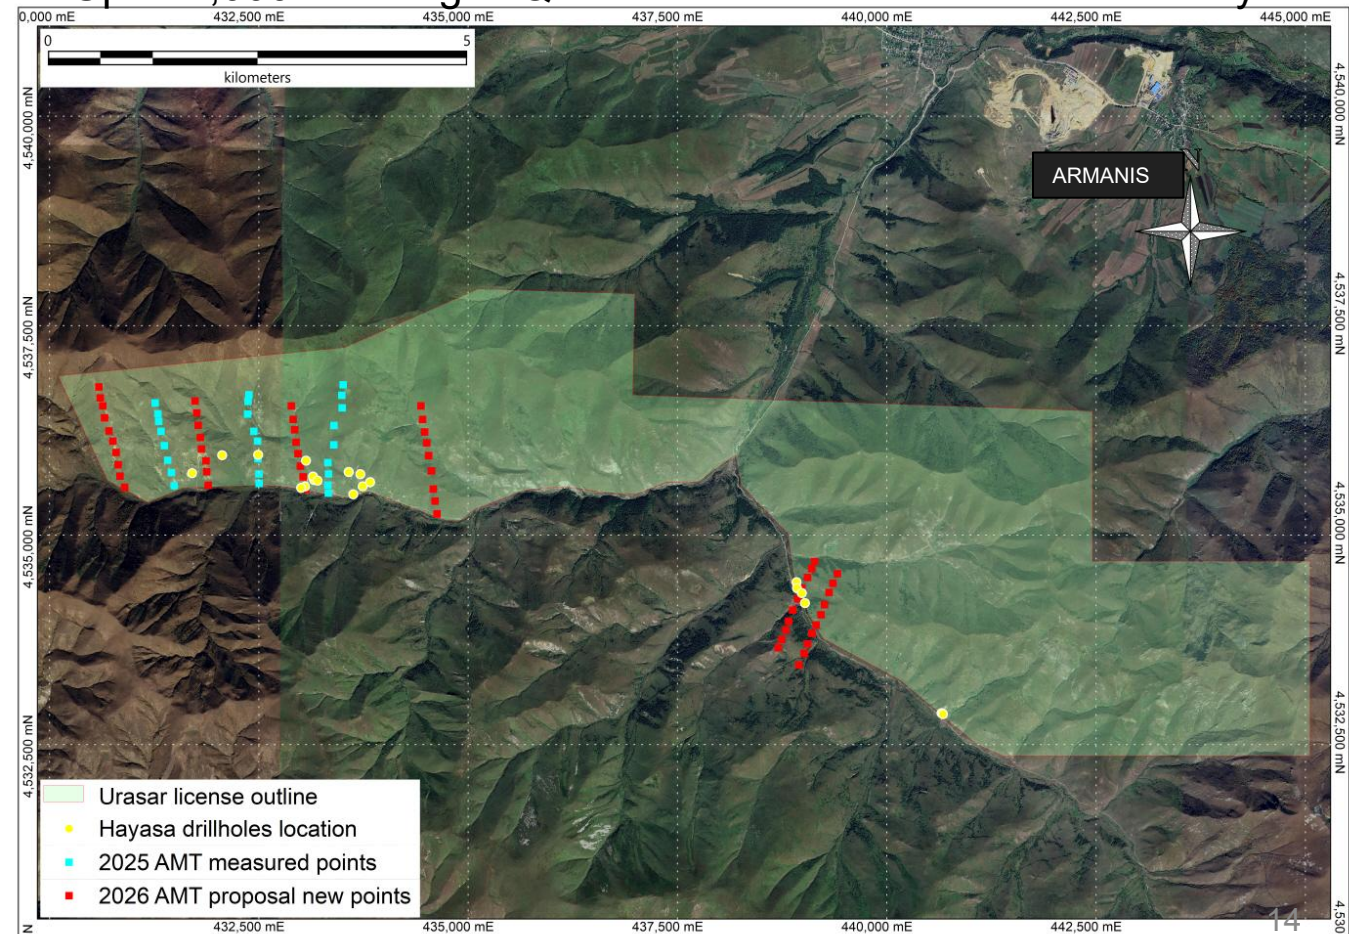 0,000 mE 432,500 mE 435,000 mE 437,500 mE 440,000 mE 442,500 mE 445,000 mE
0 5
kilometers
4,540,000 mN 4,540,000 mN
ARMANIS
N
4,537,500 mN 4,537,500 mN
4,535,000 mN 4,535,000 mN
4,532,500 mN 4,532,500 mN
Urasar license outline
Hayasa drillholes location
2025 AMT measured points
2026 AMT proposal new points
N 4,530
432,500 mE 435,000 mE 437,500 mE 440,000 mE 442,500 mE
14